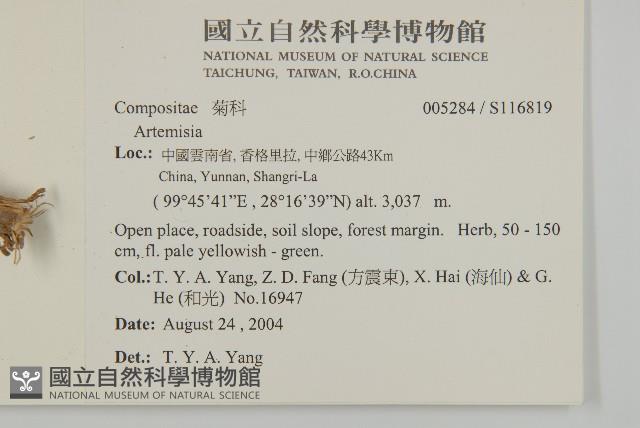 國立自然科學博物館
NATIONAL MUSEUM OF NATURAL SCIENCE
TAICHUNG, TAIWAN, R.O.CHINA
Compositae 菊科 005284 / S116819
Artemisia
Loc.: 中國雲南省, 香格里拉, 中鄉公路43Km
China, Yunnan, Shangri-La
( 99°45'41"E , 28°16'39"N) alt. 3,037 m.
Open place, roadside, soil slope, forest margin. Herb, 50 - 150
cm, fl. pale yellowish - green.
Col.: T. Y. A. Yang, Z. D. Fang (方震東), X. Hai (海仙) & G.
He (和光) No.16947
Date: August 24 , 2004
Det.: T. Y. A. Yang
國立自然科學博物館
NATIONAL MUSEUM OF NATURAL SCIENCE